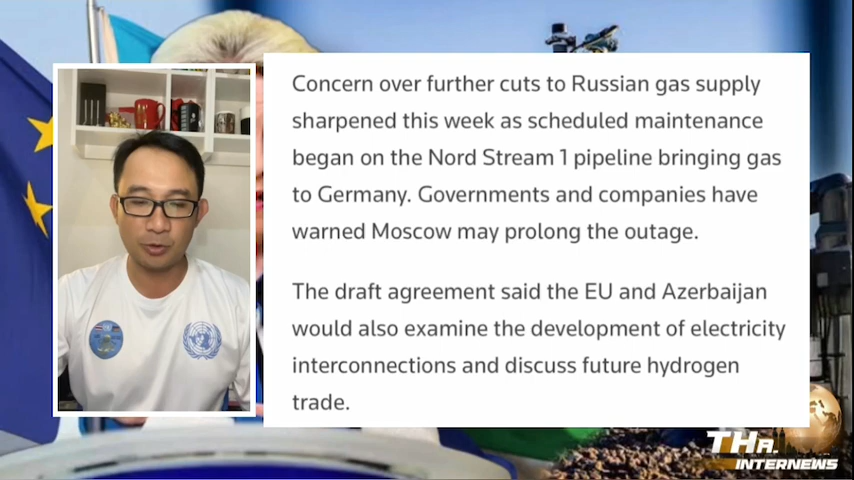 Concern over further cuts to Russian gas supply
sharpened this week as scheduled maintenance
began on the Nord Stream 1 pipeline bringing gas
to Germany. Governments and companies have
warned Moscow may prolong the outage.
The draft agreement said the EU and Azerbaijan
would also examine the development of electricity
interconnections and discuss future hydrogen
trade.
THR.
INTERNEWS